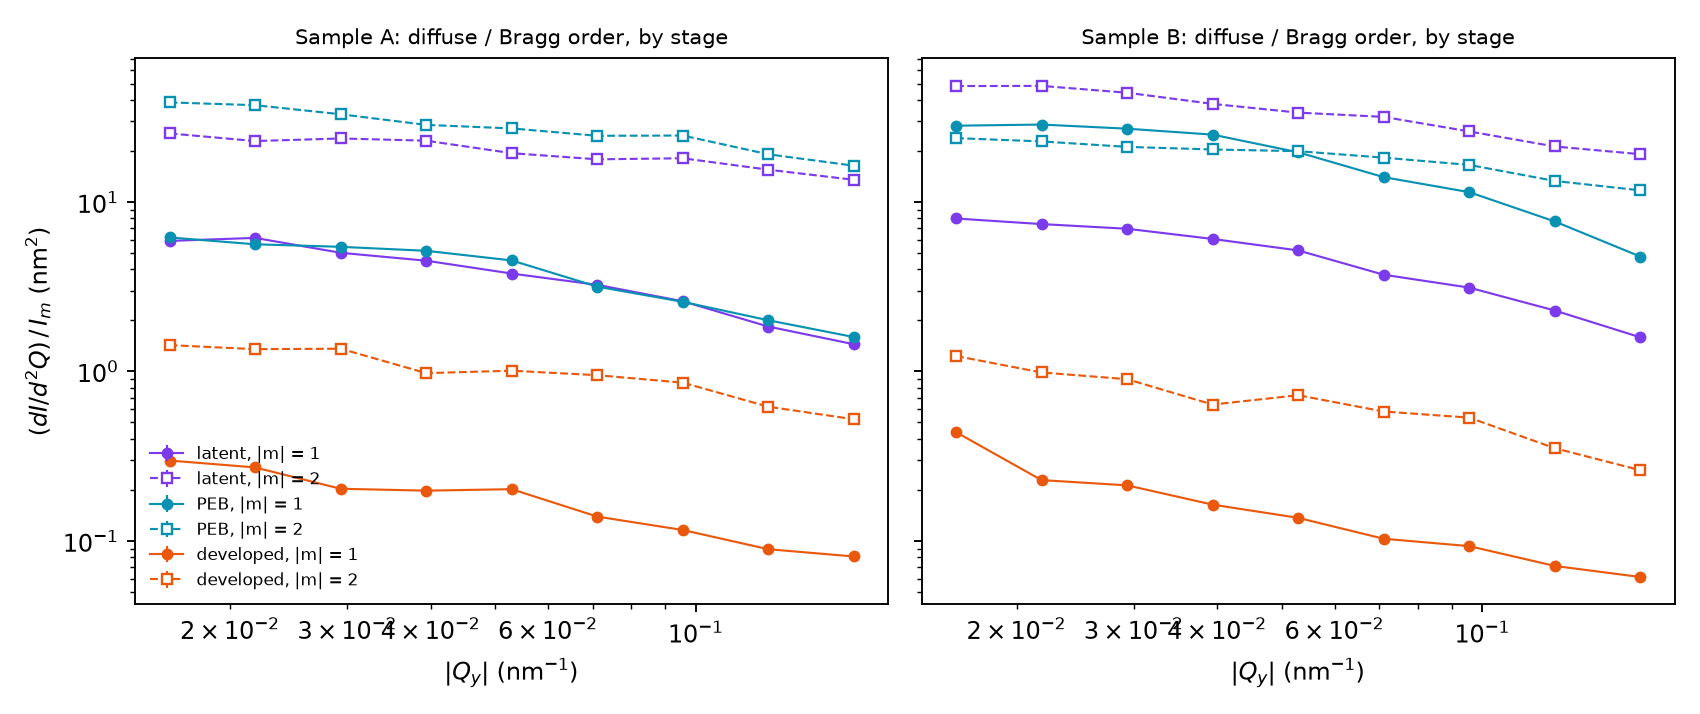 Sample A: diffuse / Bragg order, by stage
Sample B: diffuse / Bragg order, by stage
(dI/d²Q) / Iₘ (nm²)
10¹
10⁰
10⁻¹
latent, |m| = 1
latent, |m| = 2
PEB, |m| = 1
PEB, |m| = 2
developed, |m| = 1
developed, |m| = 2
2 × 10⁻² 3 × 10⁻² 4 × 10⁻² 6 × 10⁻² 10⁻¹
2 × 10⁻² 3 × 10⁻² 4 × 10⁻² 6 × 10⁻² 10⁻¹
|Q_y| (nm⁻¹)
|Q_y| (nm⁻¹)